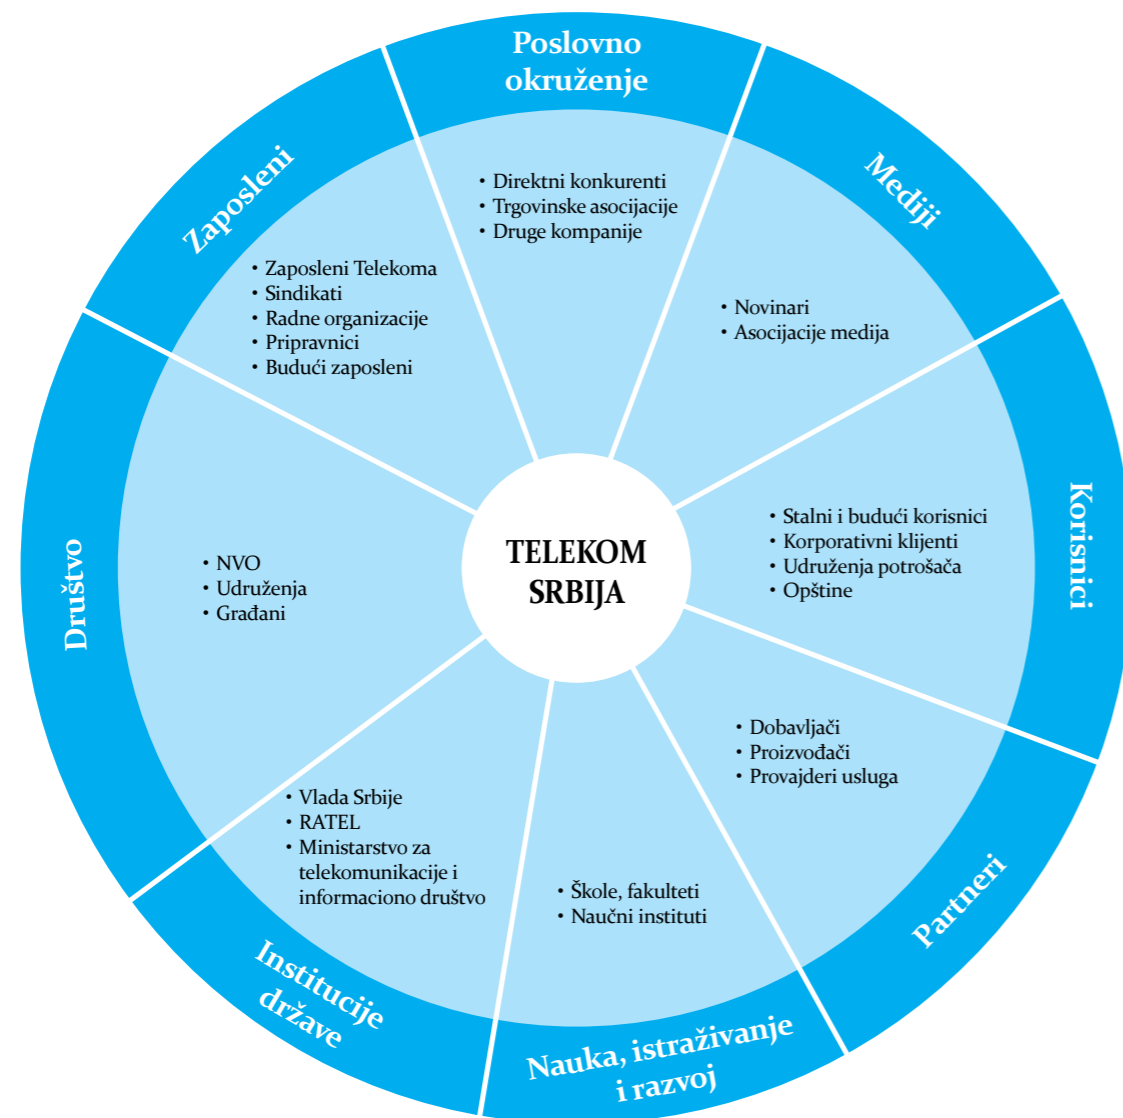 Poslovno
okruženje
• Direktni konkurenti
• Trgovinske asocijacije
• Druge kompanije
Mediji
• Novinari
• Asocijacije medija
Korisnici
• Stalni i budući korisnici
• Korporativni klijenti
• Udruženja potrošača
• Opštine
Partneri
• Dobavljači
• Proizvođači
• Provajderi usluga
Nauka, istraživanje
i razvoj
• Škole, fakulteti
• Naučni instituti
Institucije
države
• Vlada Srbije
• RATEL
• Ministarstvo za
telekomunikacije i
informaciono društvo
Društvo
• NVO
• Udruženja
• Građani
Zaposleni
• Zaposleni Telekoma
• Sindikati
• Radne organizacije
• Pripravnici
• Budući zaposleni
TELEKOM
SRBIJA